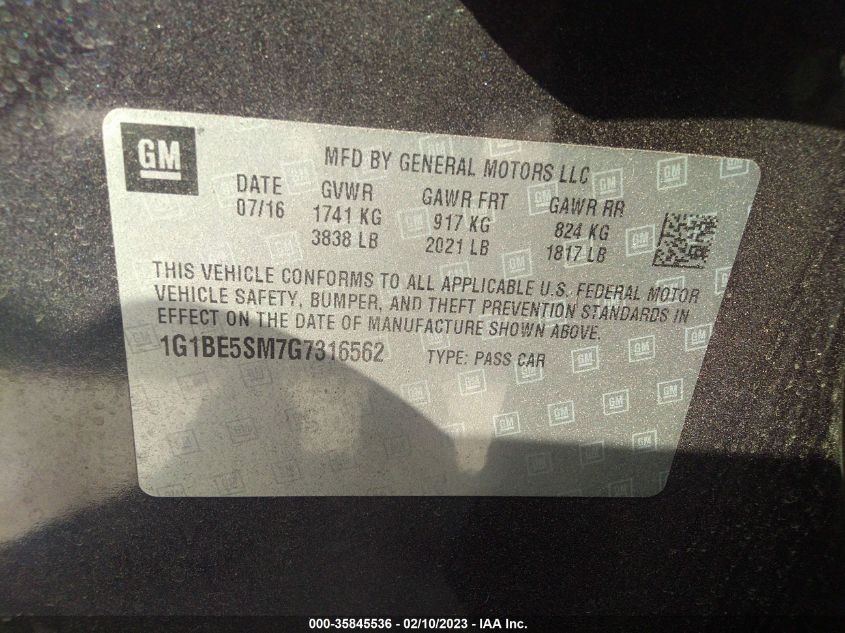 GM
MFD BY GENERAL MOTORS LLC
DATE GVWR GAWR FRT GAWR RR
07/16 1741 KG 917 KG 824 KG
3838 LB 2021 LB 1817 LB
THIS VEHICLE CONFORMS TO ALL APPLICABLE U.S. FEDERAL MOTOR
VEHICLE SAFETY, BUMPER, AND THEFT PREVENTION STANDARDS IN
EFFECT ON THE DATE OF MANUFACTURE SHOWN ABOVE.
1G1BE5SM7G7316562 TYPE: PASS CAR
000-35845536 - 02/10/2023 - IAA Inc.